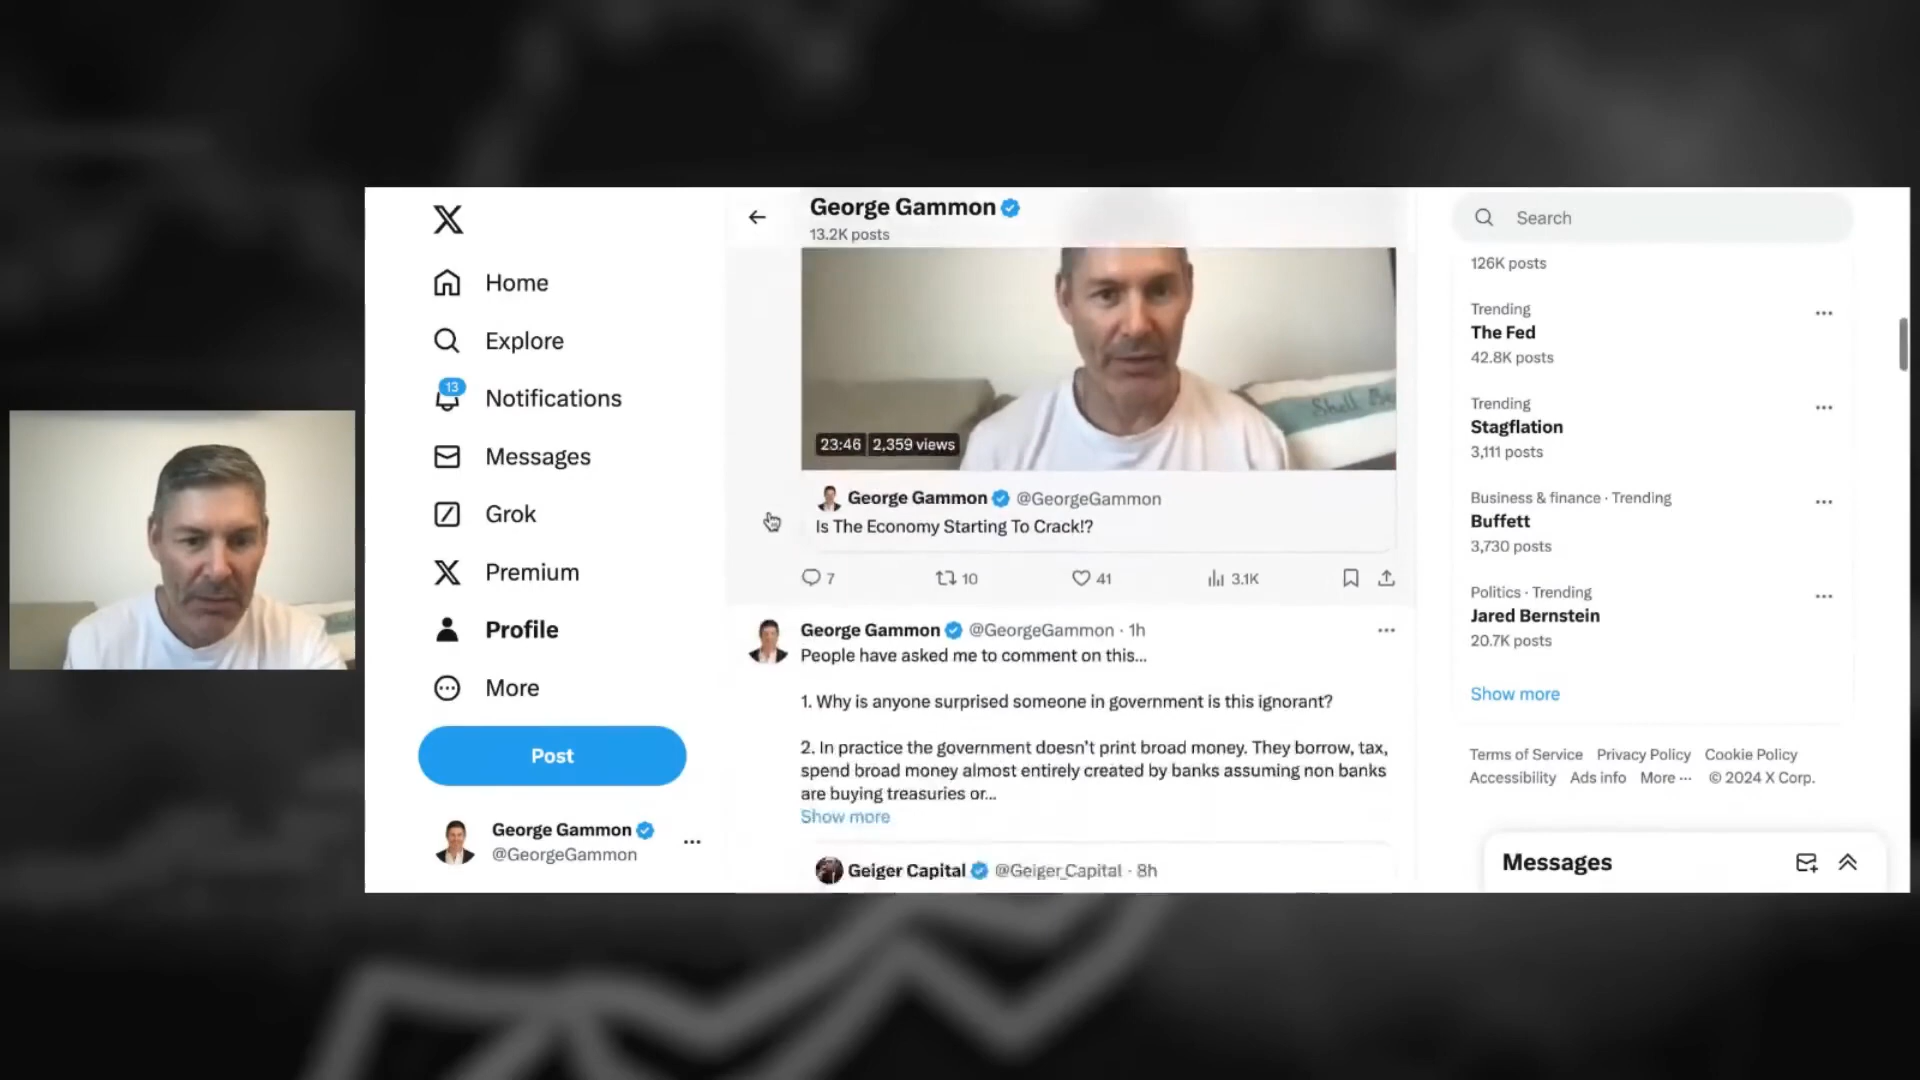 Home
Explore
13
Notifications
Messages
Grok
Premium
Profile
More
Post
George Gammon
@GeorgeGammon
George Gammon
13.2K posts
Shell Be
23:46 2,359 views
George Gammon @GeorgeGammon
Is The Economy Starting To Crack!?
7 10 41 3.1K
George Gammon @GeorgeGammon · 1h
People have asked me to comment on this...
1. Why is anyone surprised someone in government is this ignorant?
2. In practice the government doesn't print broad money. They borrow, tax,
spend broad money almost entirely created by banks assuming non banks
are buying treasuries or...
Show more
Geiger Capital @Geiger_Capital · 8h
Search
126K posts
Trending
The Fed
42.8K posts
Trending
Stagflation
3,111 posts
Business & finance · Trending
Buffett
3,730 posts
Politics · Trending
Jared Bernstein
20.7K posts
Show more
Terms of Service Privacy Policy Cookie Policy
Accessibility Ads info More ··· © 2024 X Corp.
Messages